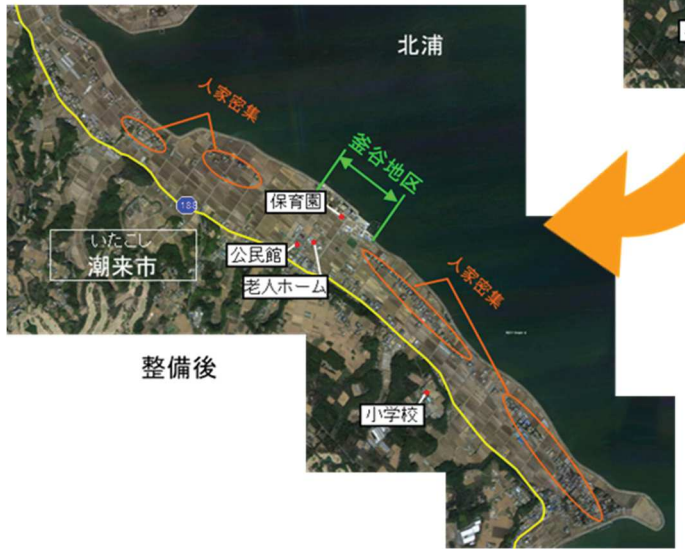 北浦
人家密集
釜谷地区
保育園
188
公民館
老人ホーム
いたこし
潮来市
人家密集
整備後
小学校